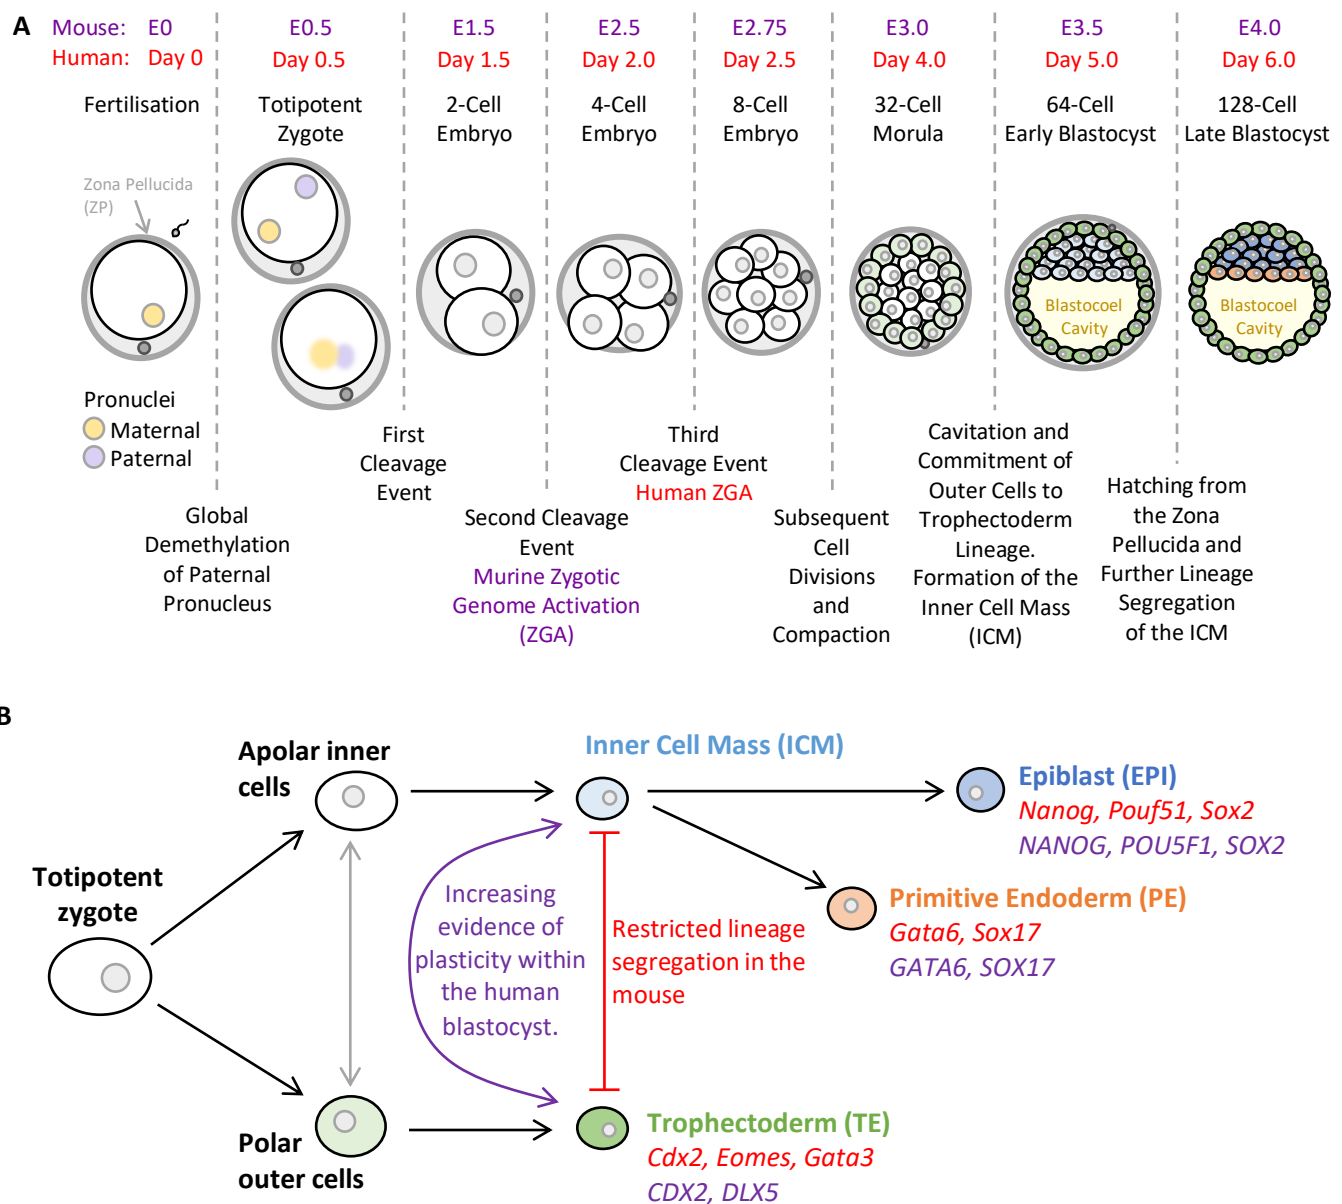 A
Mouse: E0 E0.5 E1.5 E2.5 E2.75 E3.0 E3.5 E4.0
Human: Day 0 Day 0.5 Day 1.5 Day 2.0 Day 2.5 Day 4.0 Day 5.0 Day 6.0
Fertilisation
Totipotent
Zygote
2-Cell
Embryo
4-Cell
Embryo
8-Cell
Embryo
32-Cell
Morula
64-Cell
Early Blastocyst
128-Cell
Late Blastocyst
Zona Pellucida
(ZP)
Blastocoel
Cavity
Blastocoel
Cavity
Pronuclei
Maternal
Paternal
Global
Demethylation
of Paternal
Pronucleus
First
Cleavage
Event
Second Cleavage
Event
Murine Zygotic
Genome Activation
(ZGA)
Third
Cleavage Event
Human ZGA
Subsequent
Cell
Divisions
and
Compaction
Cavitation and
Commitment of
Outer Cells to
Trophectoderm
Lineage.
Formation of the
Inner Cell Mass
(ICM)
Hatching from
the Zona
Pellucida and
Further Lineage
Segregation
of the ICM
B
Totipotent
zygote
Apolar inner
cells
Polar
outer cells
Inner Cell Mass (ICM)
Increasing
evidence of
plasticity within
the human
blastocyst.
Restricted lineage
segregation in the
mouse
Epiblast (EPI)
Nanog, Pouf51, Sox2
NANOG, POU5F1, SOX2
Primitive Endoderm (PE)
Gata6, Sox17
GATA6, SOX17
Trophectoderm (TE)
Cdx2, Eomes, Gata3
CDX2, DLX5